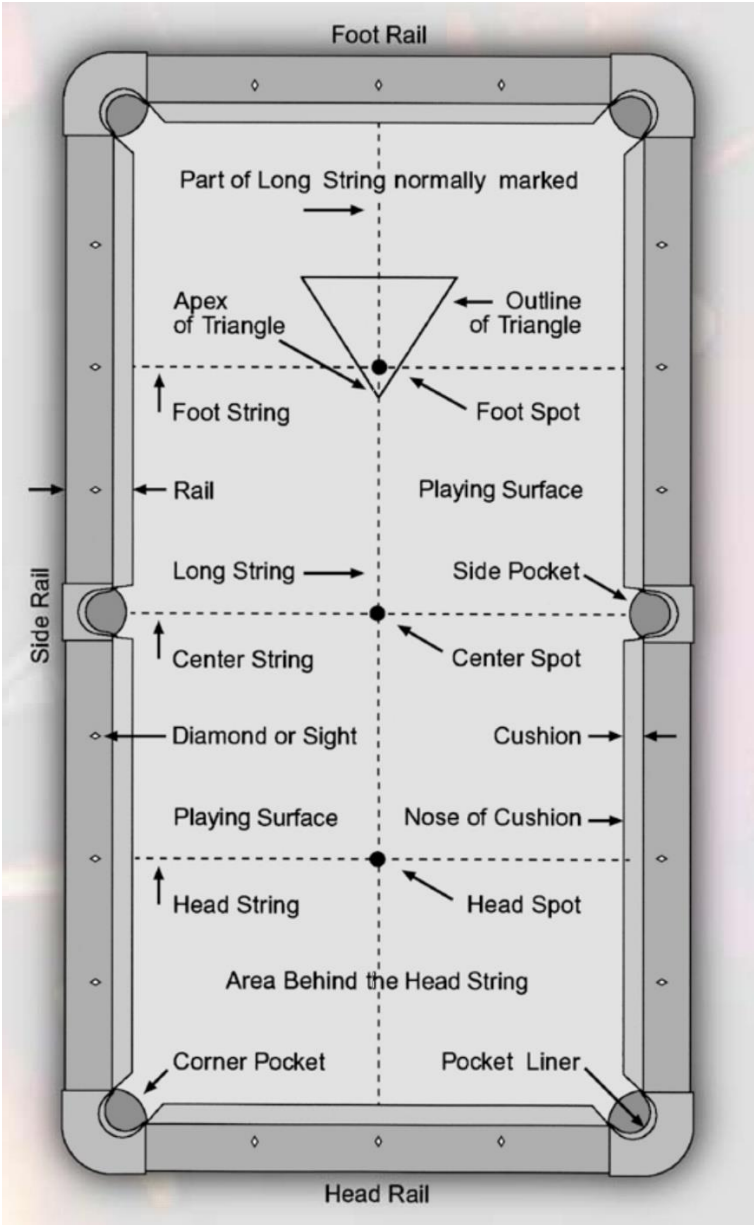 Foot Rail
Part of Long String normally marked
Apex
of Triangle
Outline
of Triangle
Foot String
Foot Spot
Rail
Playing Surface
Long String
Side Pocket
Side Rail
Center String
Center Spot
Diamond or Sight
Cushion
Playing Surface
Nose of Cushion
Head String
Head Spot
Area Behind the Head String
Corner Pocket
Pocket Liner
Head Rail